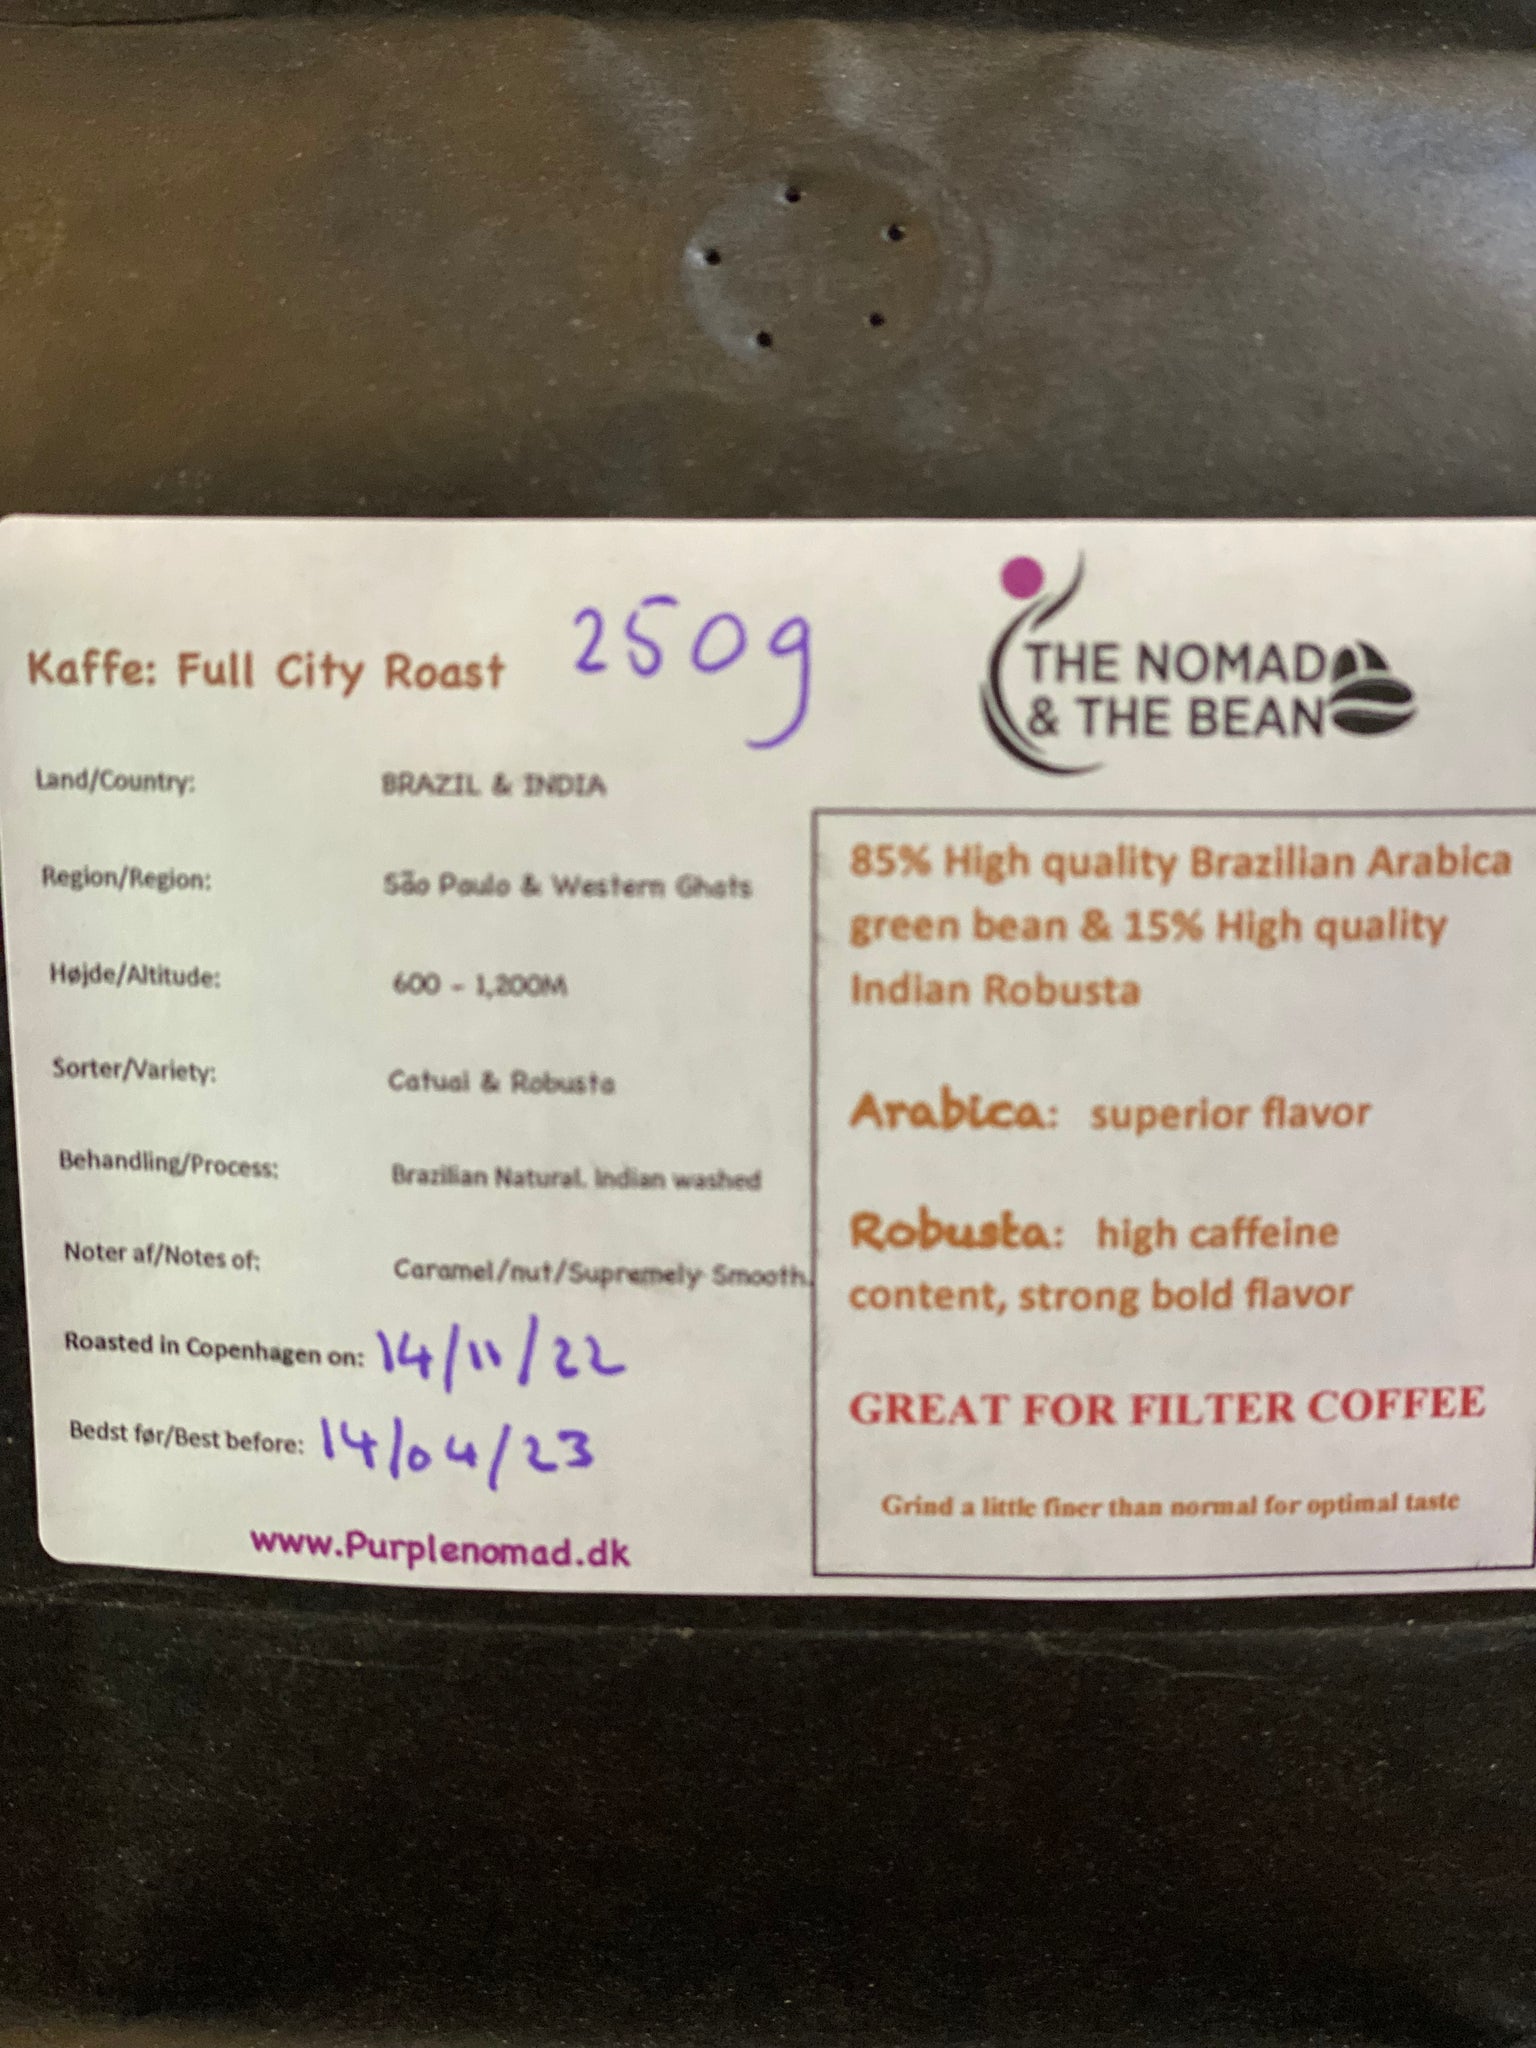 Kaffe: Full City Roast 250g
THE NOMAD
& THE BEAN
Land/Country: BRAZIL & INDIA
Region/Region: São Paulo & Western Ghats
Højde/Altitude: 600 - 1,200M
Sorter/Variety: Catuai & Robusta
Behandling/Process: Brazilian Natural. Indian washed
Noter af/Notes of: Caramel/nut/Supremely Smooth.
Roasted in Copenhagen on: 14/11/22
Bedst før/Best before: 14/04/23
www.Purplenomad.dk
85% High quality Brazilian Arabica
green bean & 15% High quality
Indian Robusta
Arabica: superior flavor
Robusta: high caffeine
content, strong bold flavor
GREAT FOR FILTER COFFEE
Grind a little finer than normal for optimal taste